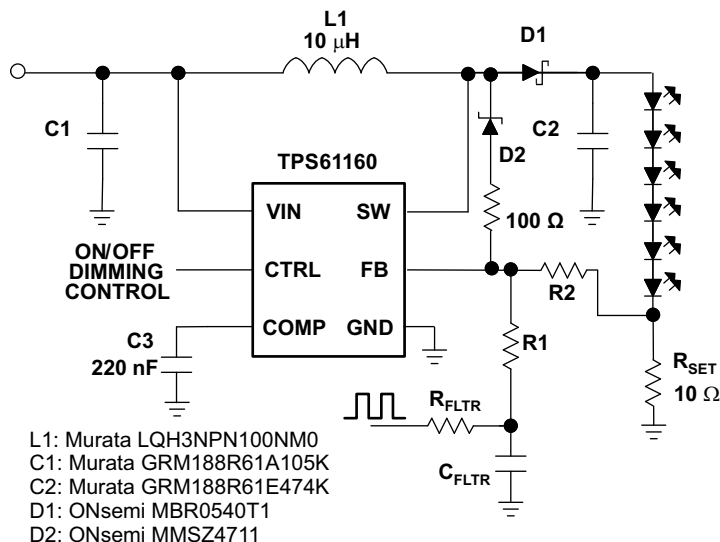 L1
10 μH
D1
C1
C2
D2
TPS61160
VIN
SW
100 Ω
ON/OFF
DIMMING
CONTROL
CTRL
FB
R2
COMP
GND
C3
220 nF
R1
RSET
10 Ω
RFLTR
CFLTR
L1: Murata LQH3NPN100NM0
C1: Murata GRM188R61A105K
C2: Murata GRM188R61E474K
D1: ONsemi MBR0540T1
D2: ONsemi MMSZ4711